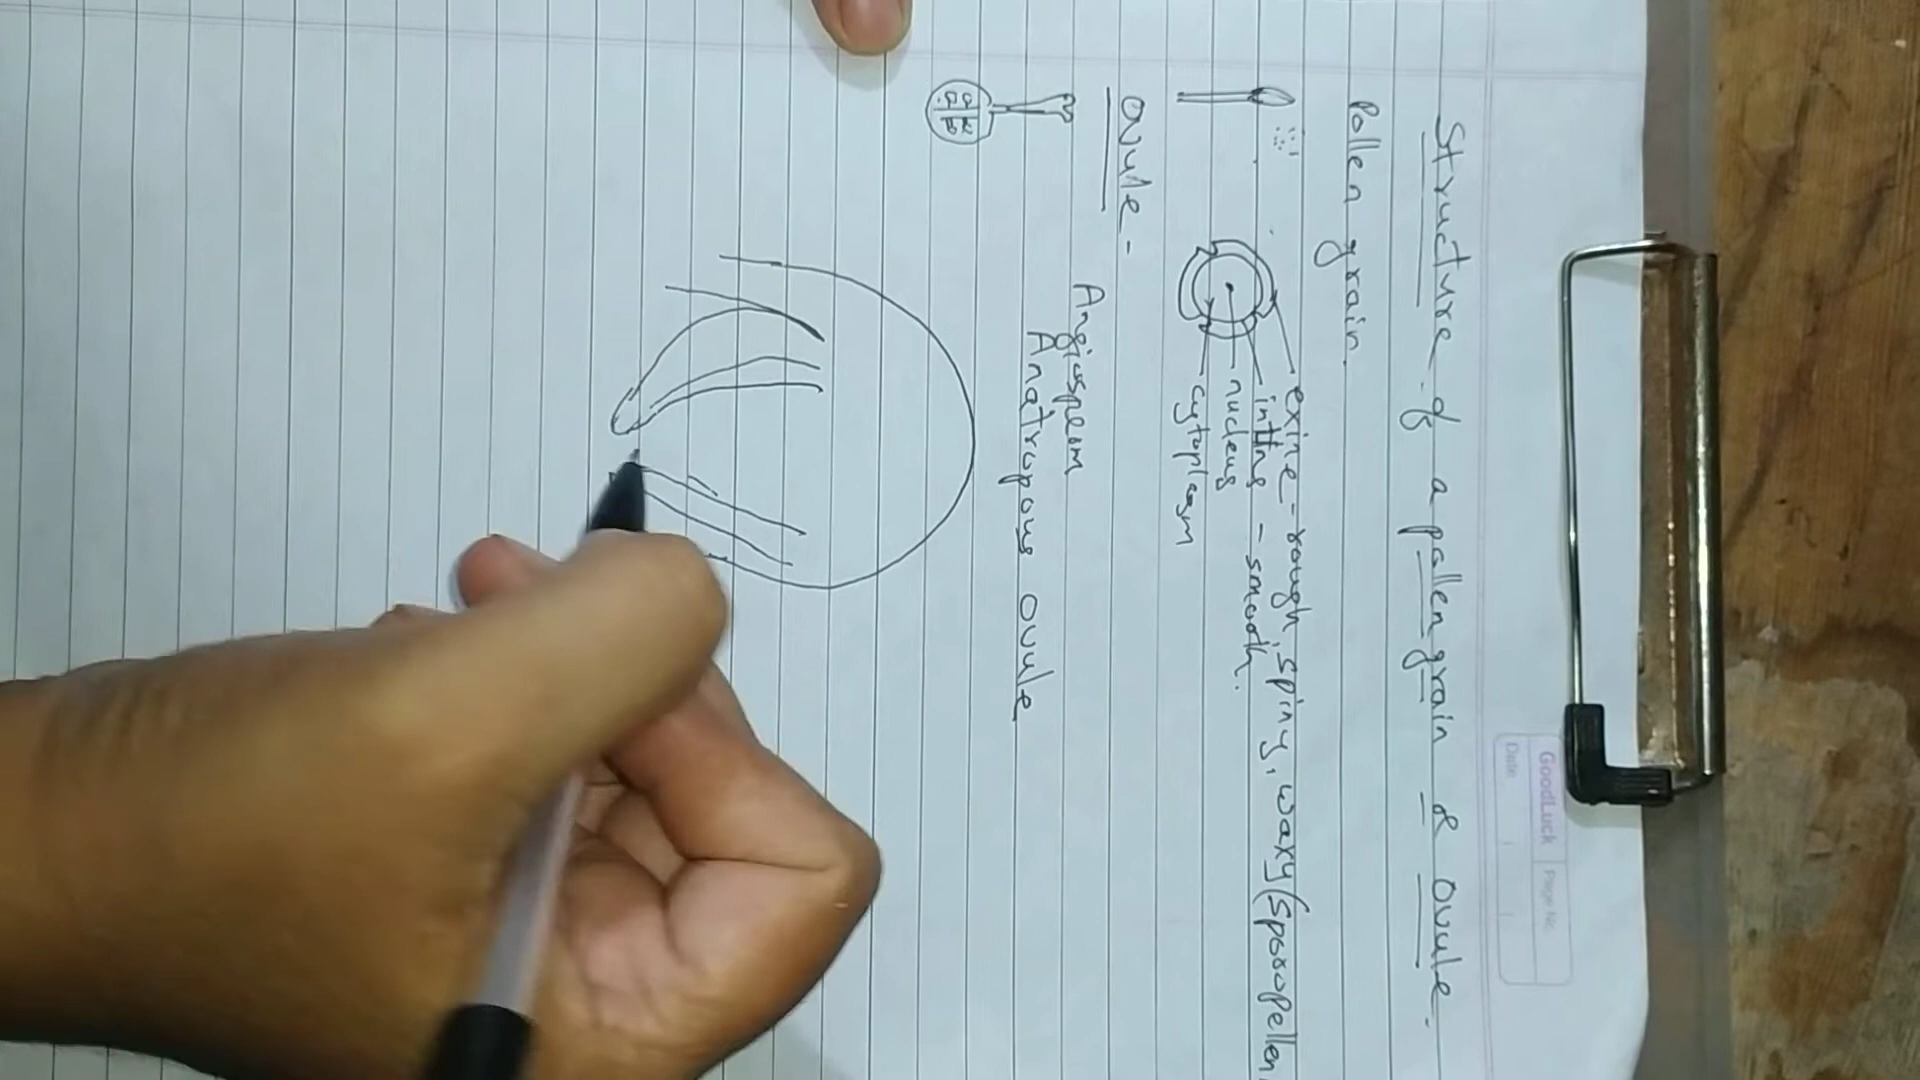 GoodLuck
Page No.
Date
Structure of a pollen grain & ovule.
Pollen grain.
exine - rough, spiny, waxy (sporopollen
intins - smooth.
nucleus
cytoplasm
Ovule -
Angiosperm
Anatropous ovule